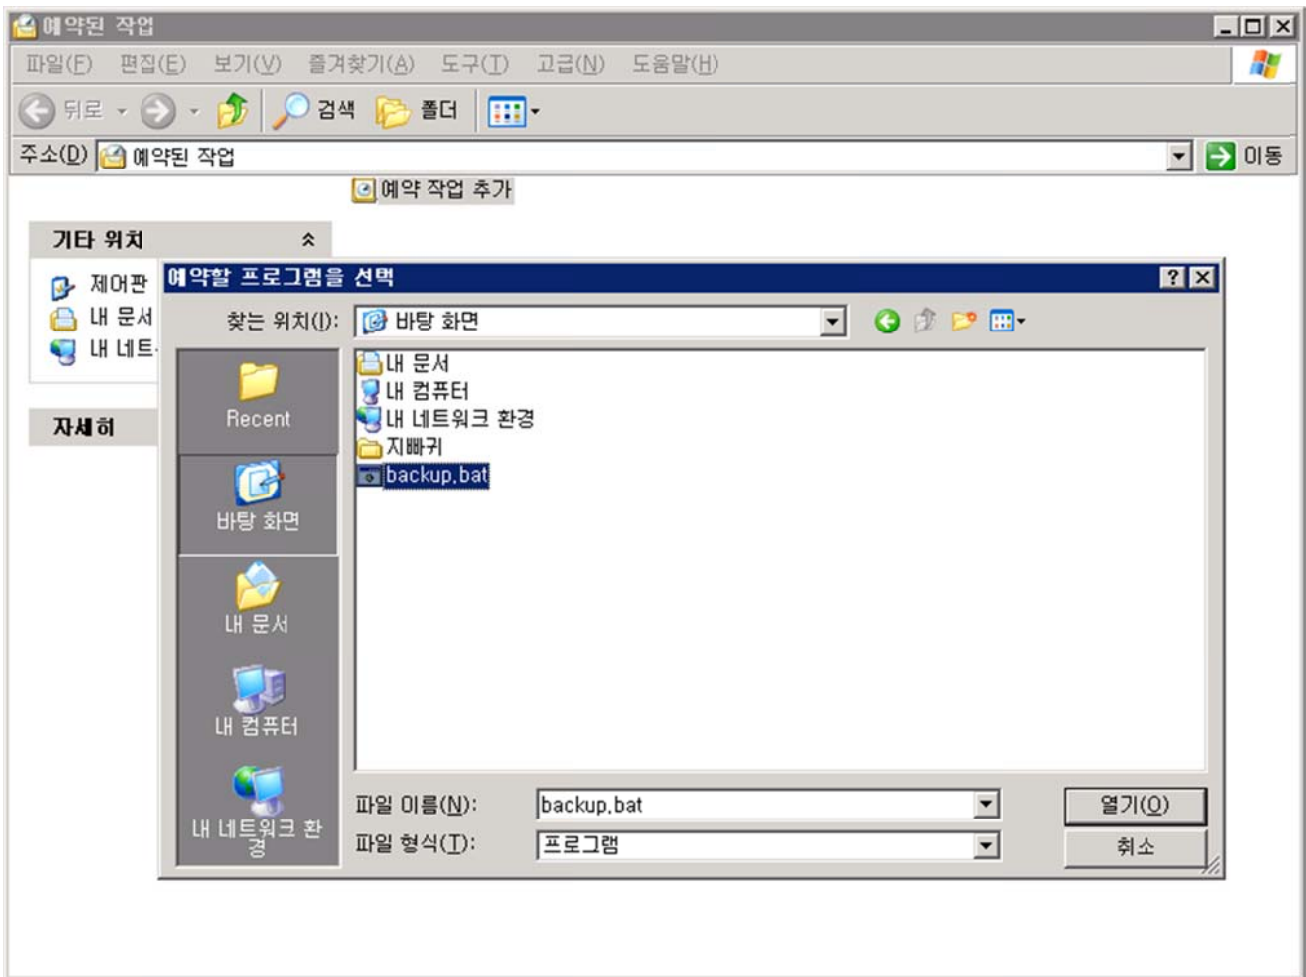 예약된 작업
파일(F) 편집(E) 보기(V) 즐겨찾기(A) 도구(T) 고급(N) 도움말(H)
뒤로 검색 폴더
주소(D) 예약된 작업 이동
예약 작업 추가
기타 위치
제어판
내 문서
내 네트
자세히
예약할 프로그램을 선택
찾는 위치(I): 바탕 화면
Recent
바탕 화면
내 문서
내 컴퓨터
내 네트워크 환
경
내 문서
내 컴퓨터
내 네트워크 환경
지빠귀
backup.bat
파일 이름(N): backup.bat 열기(O)
파일 형식(T): 프로그램 취소